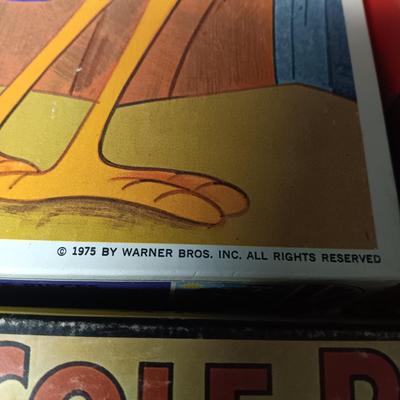 © 1975 BY WARNER BROS. INC. ALL RIGHTS RESERVED